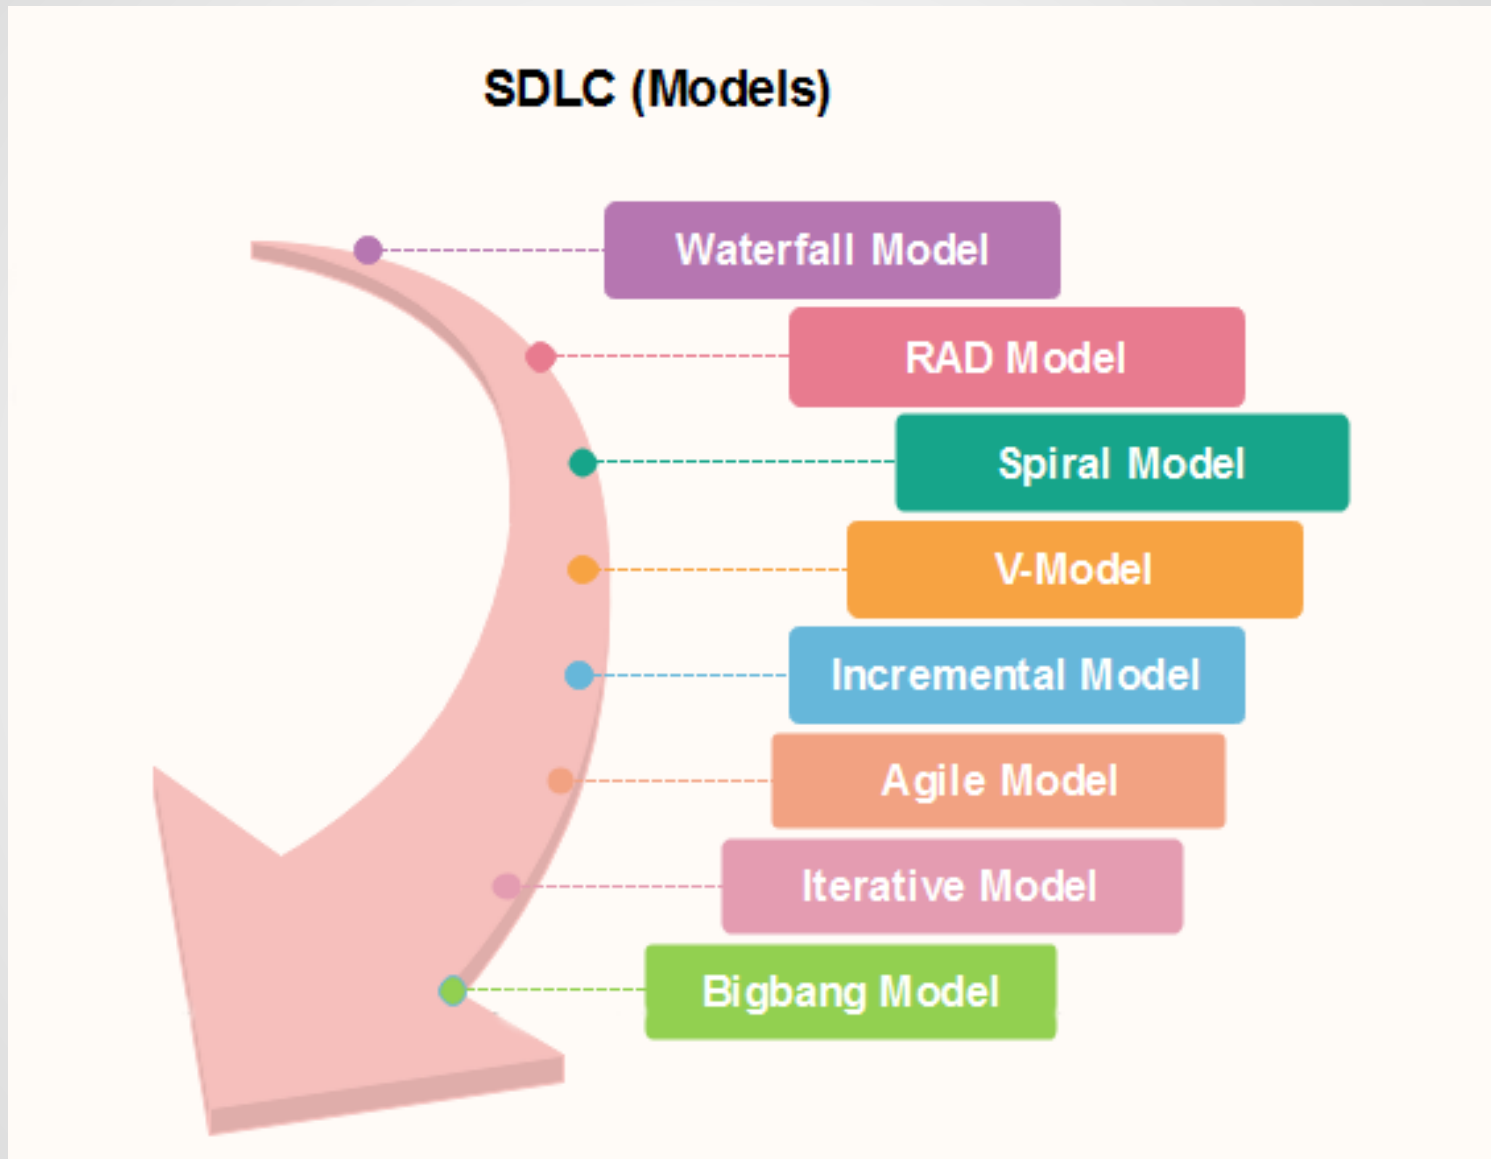 SDLC (Models)
Waterfall Model
RAD Model
Spiral Model
V-Model
Incremental Model
Agile Model
Iterative Model
Bigbang Model